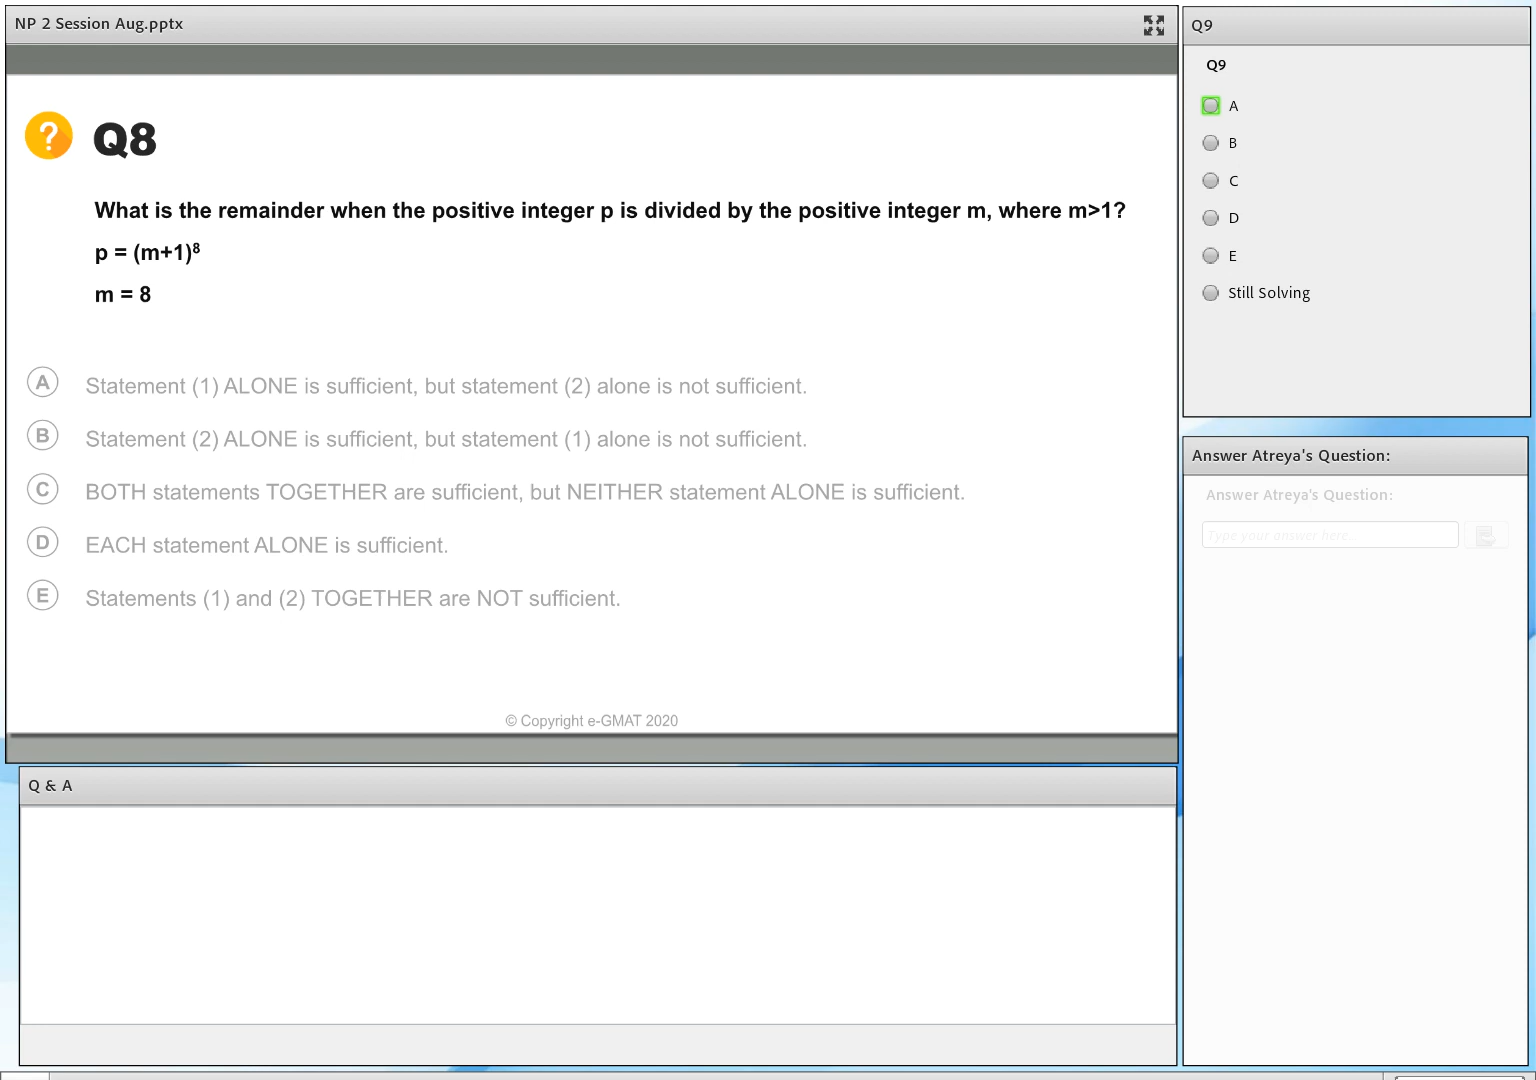 NP 2 Session Aug.pptx
Q8
What is the remainder when the positive integer p is divided by the positive integer m, where m>1?
p = (m+1)⁸
m = 8
A Statement (1) ALONE is sufficient, but statement (2) alone is not sufficient.
B Statement (2) ALONE is sufficient, but statement (1) alone is not sufficient.
C BOTH statements TOGETHER are sufficient, but NEITHER statement ALONE is sufficient.
D EACH statement ALONE is sufficient.
E Statements (1) and (2) TOGETHER are NOT sufficient.
© Copyright e-GMAT 2020
Q & A
Q9
Q9
A
B
C
D
E
Still Solving
Answer Atreya's Question:
Answer Atreya's Question:
Type your answer here...